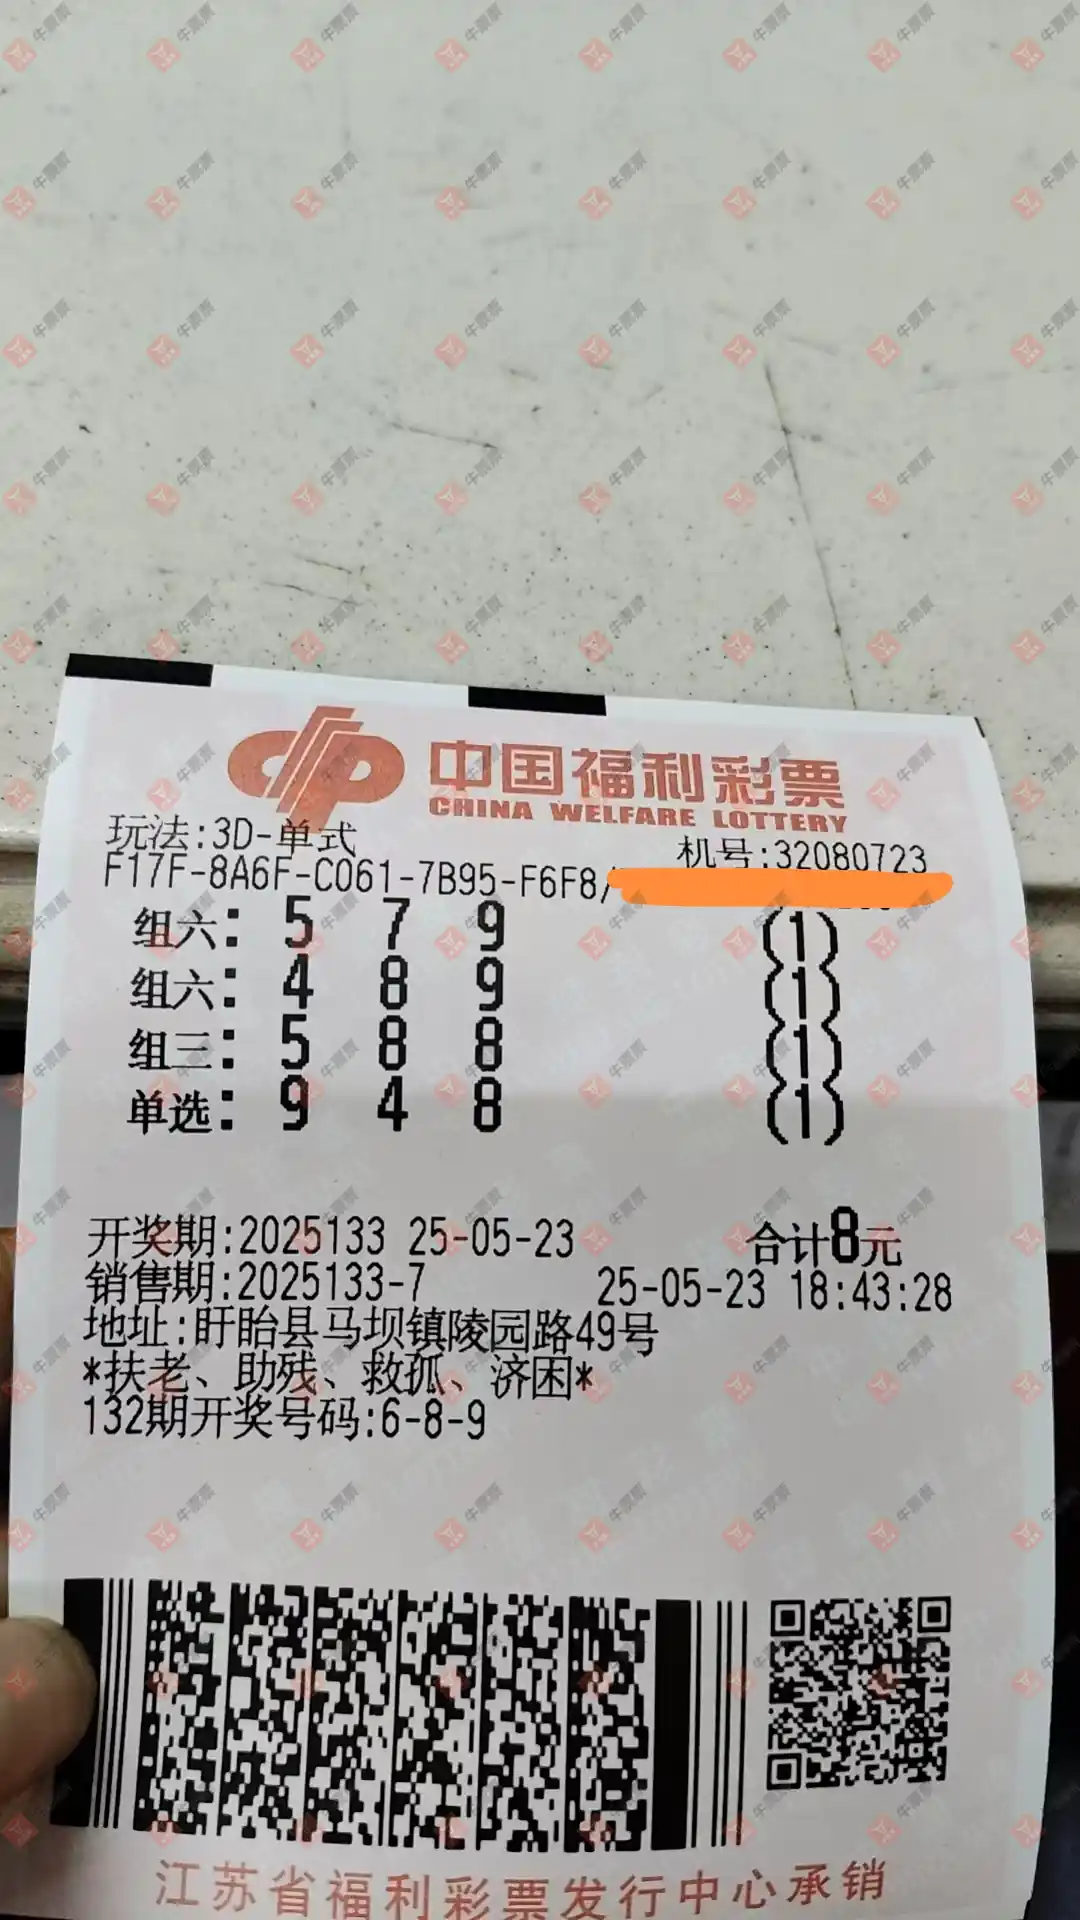 中国福利彩票
CHINA WELFARE LOTTERY
玩法:3D-单式
机号:32080723
F17F-8A6F-C061-7B95-F6F8/
组六: 5 7 9 (1)
组六: 4 8 9 (1)
组三: 5 8 8 (1)
单选: 9 4 8 (1)
开奖期:2025133 25-05-23 合计8元
销售期:2025133-7 25-05-23 18:43:28
地址:盱眙县马坝镇陵园路49号
*扶老、助残、救孤、济困*
132期开奖号码:6-8-9
江苏省福利彩票发行中心承销
牛票票